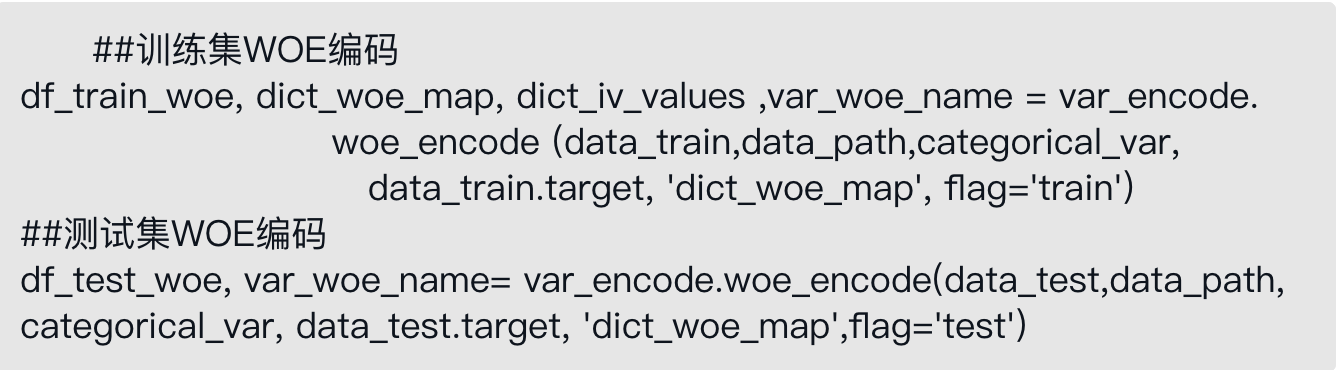 ##训练集WOE编码
df_train_woe, dict_woe_map, dict_iv_values ,var_woe_name = var_encode.
woe_encode (data_train,data_path,categorical_var,
data_train.target, 'dict_woe_map', flag='train')
##测试集WOE编码
df_test_woe, var_woe_name= var_encode.woe_encode(data_test,data_path,
categorical_var, data_test.target, 'dict_woe_map',flag='test')